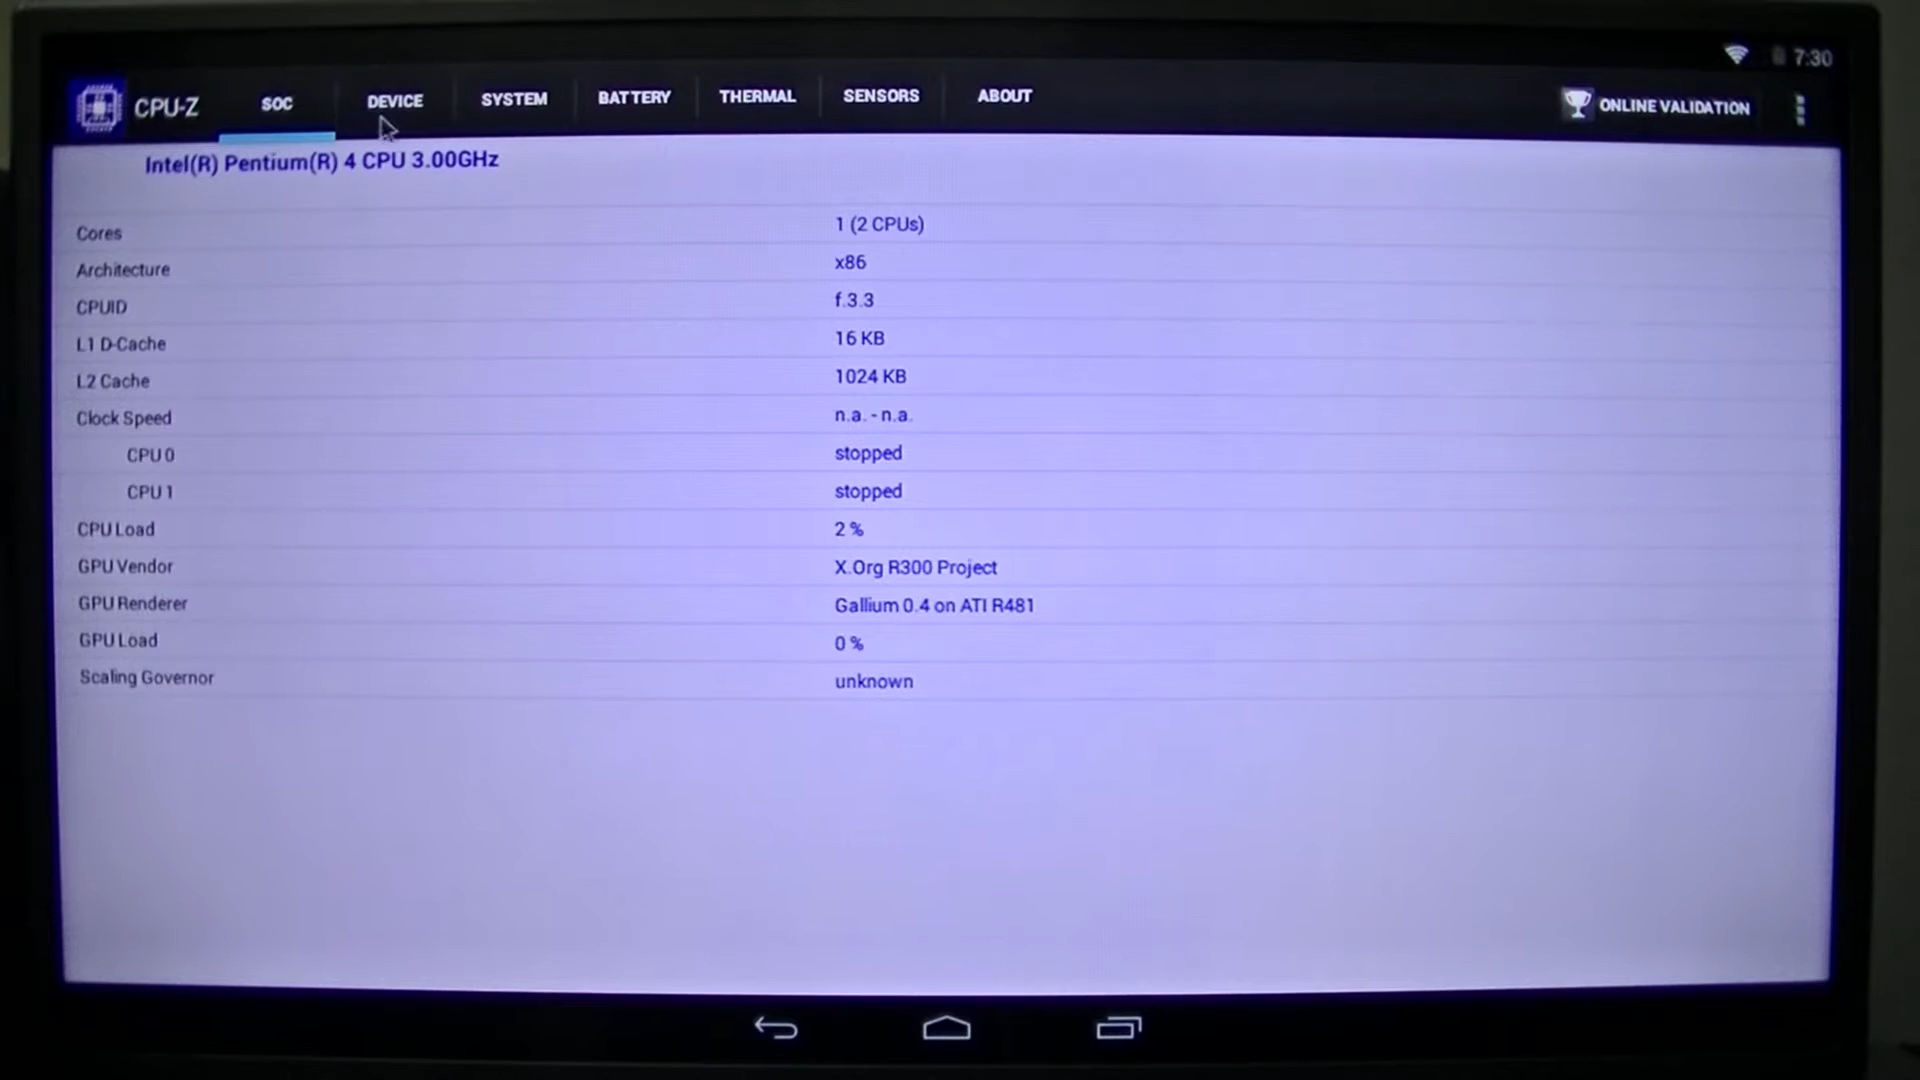 7:30
CPU-Z SOC DEVICE SYSTEM BATTERY THERMAL SENSORS ABOUT ONLINE VALIDATION
Intel(R) Pentium(R) 4 CPU 3.00GHz
Cores 1 (2 CPUs)
Architecture x86
CPUID f.3.3
L1 D-Cache 16 KB
L2 Cache 1024 KB
Clock Speed n.a. - n.a.
CPU 0 stopped
CPU 1 stopped
CPU Load 2 %
GPU Vendor X.Org R300 Project
GPU Renderer Gallium 0.4 on ATI R481
GPU Load 0 %
Scaling Governor unknown